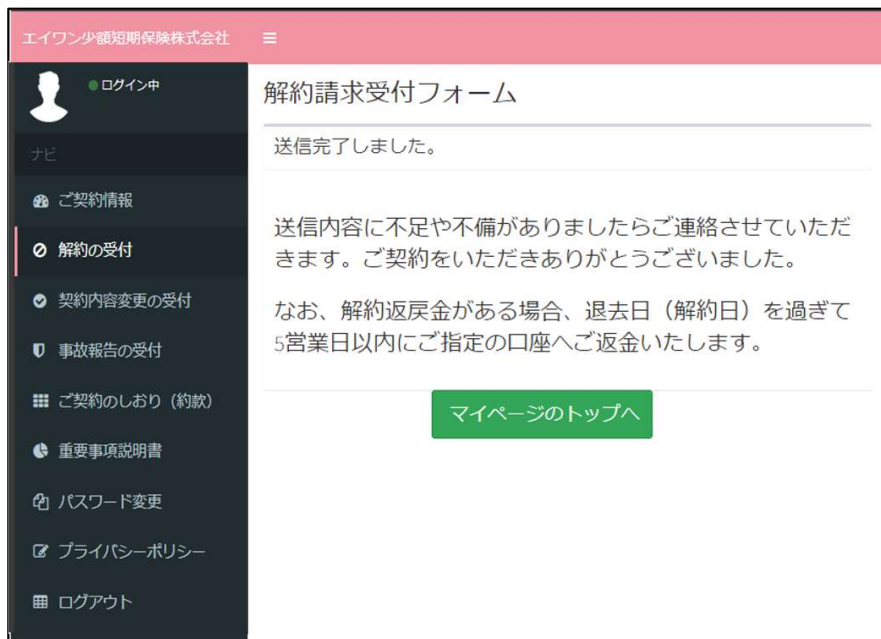 エイワン少額短期保険株式会社
ログイン中
ナビ
ご契約情報
解約の受付
契約内容変更の受付
事故報告の受付
ご契約のしおり（約款）
重要事項説明書
パスワード変更
プライバシーポリシー
ログアウト
解約請求受付フォーム
送信完了しました。
送信内容に不足や不備がありましたらご連絡させていただ
きます。ご契約をいただきありがとうございました。
なお、解約返戻金がある場合、退去日（解約日）を過ぎて
5営業日以内にご指定の口座へご返金いたします。
マイページのトップへ